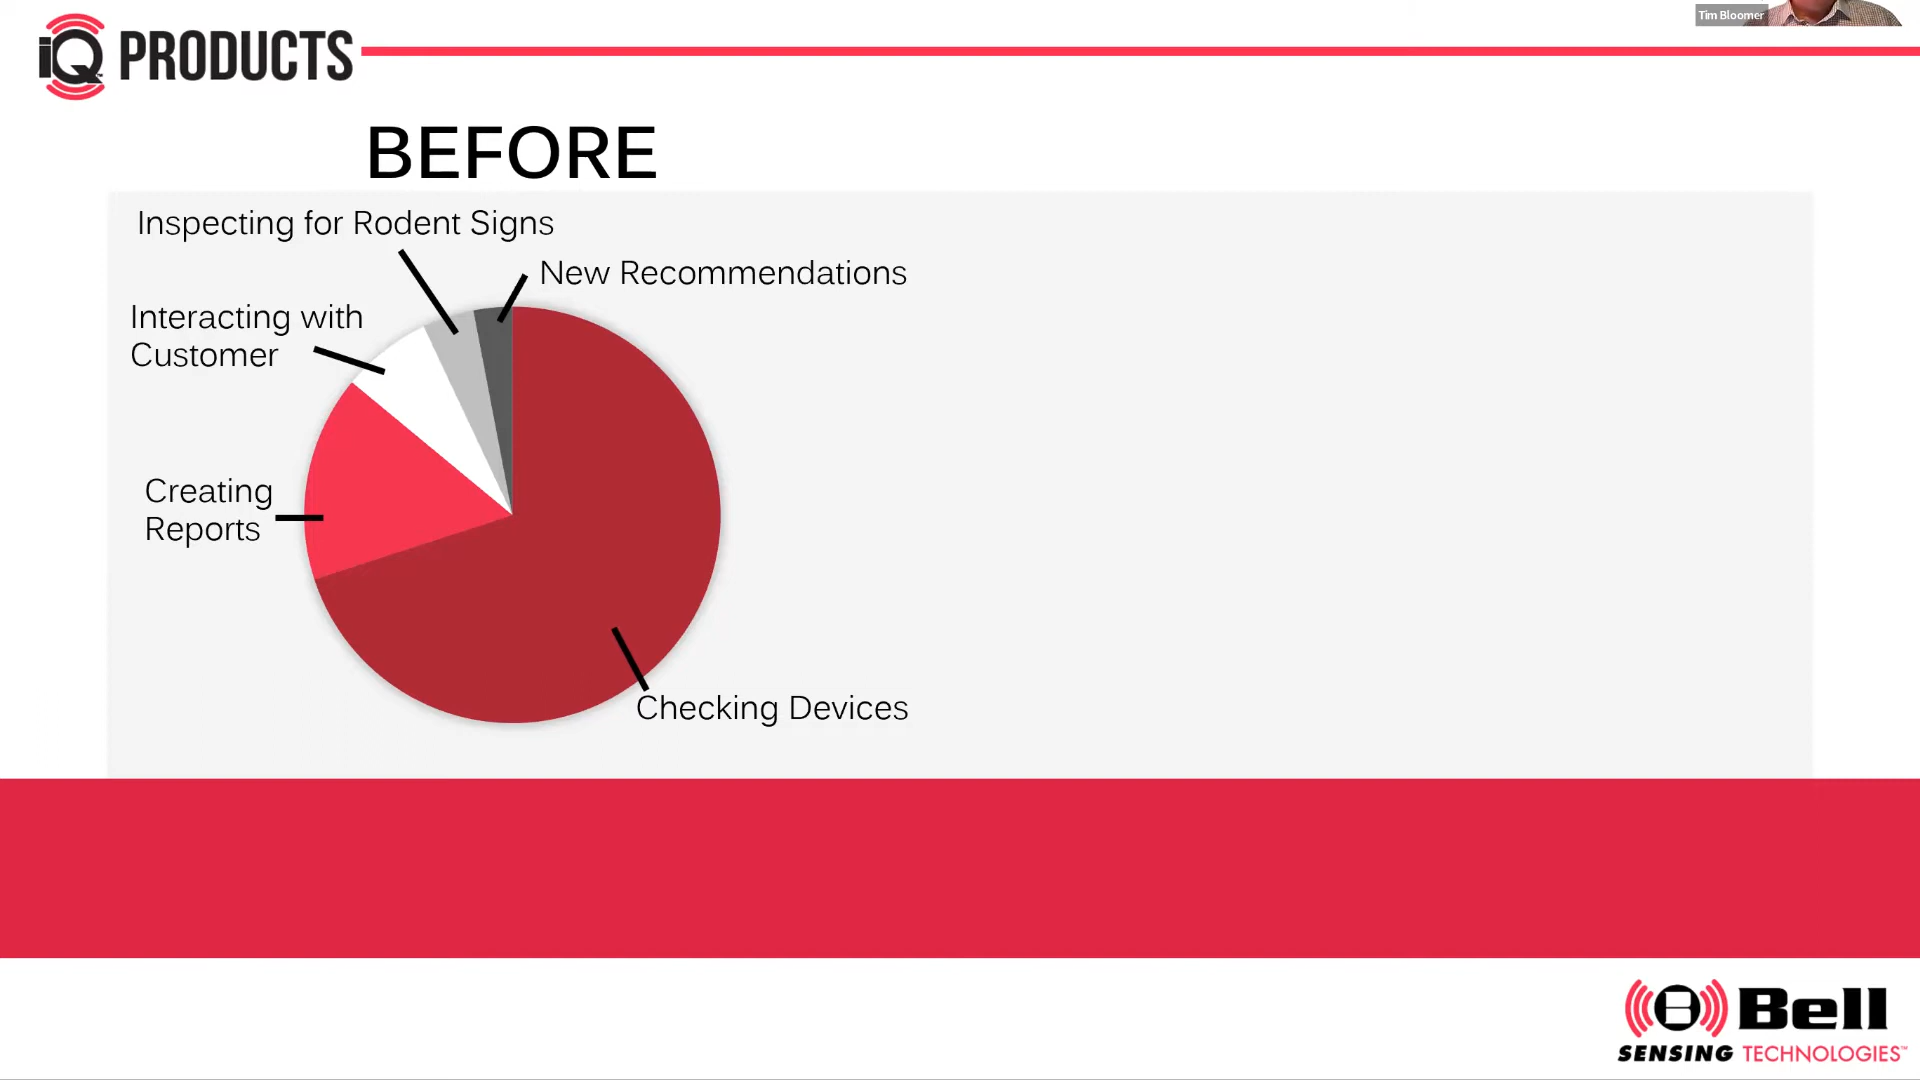 iQ PRODUCTS
Tim Bloomer
BEFORE
Inspecting for Rodent Signs
New Recommendations
Interacting with
Customer
Creating
Reports
Checking Devices
Bell
SENSING TECHNOLOGIES™